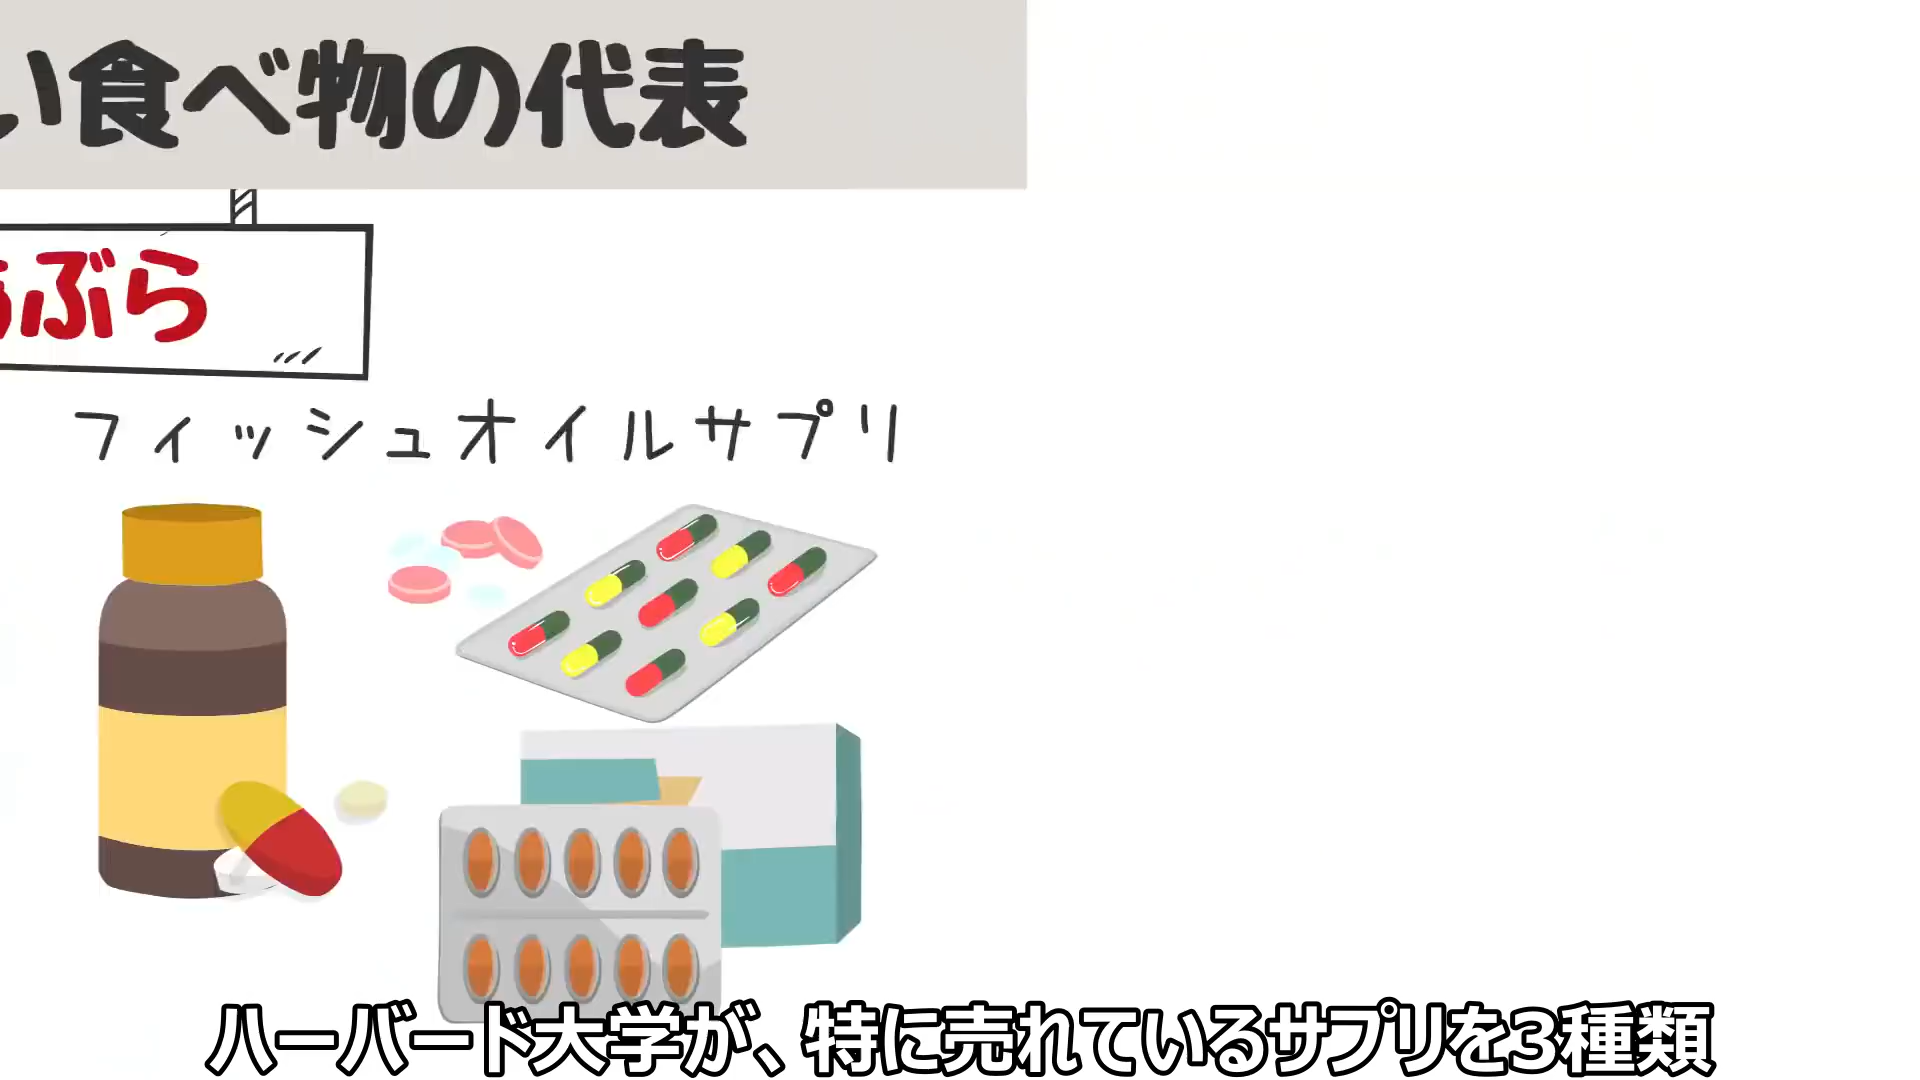 い食べ物の代表
ぶら
フィッシュオイルサプリ
ハーバード大学が、特に売れているサプリを3種類